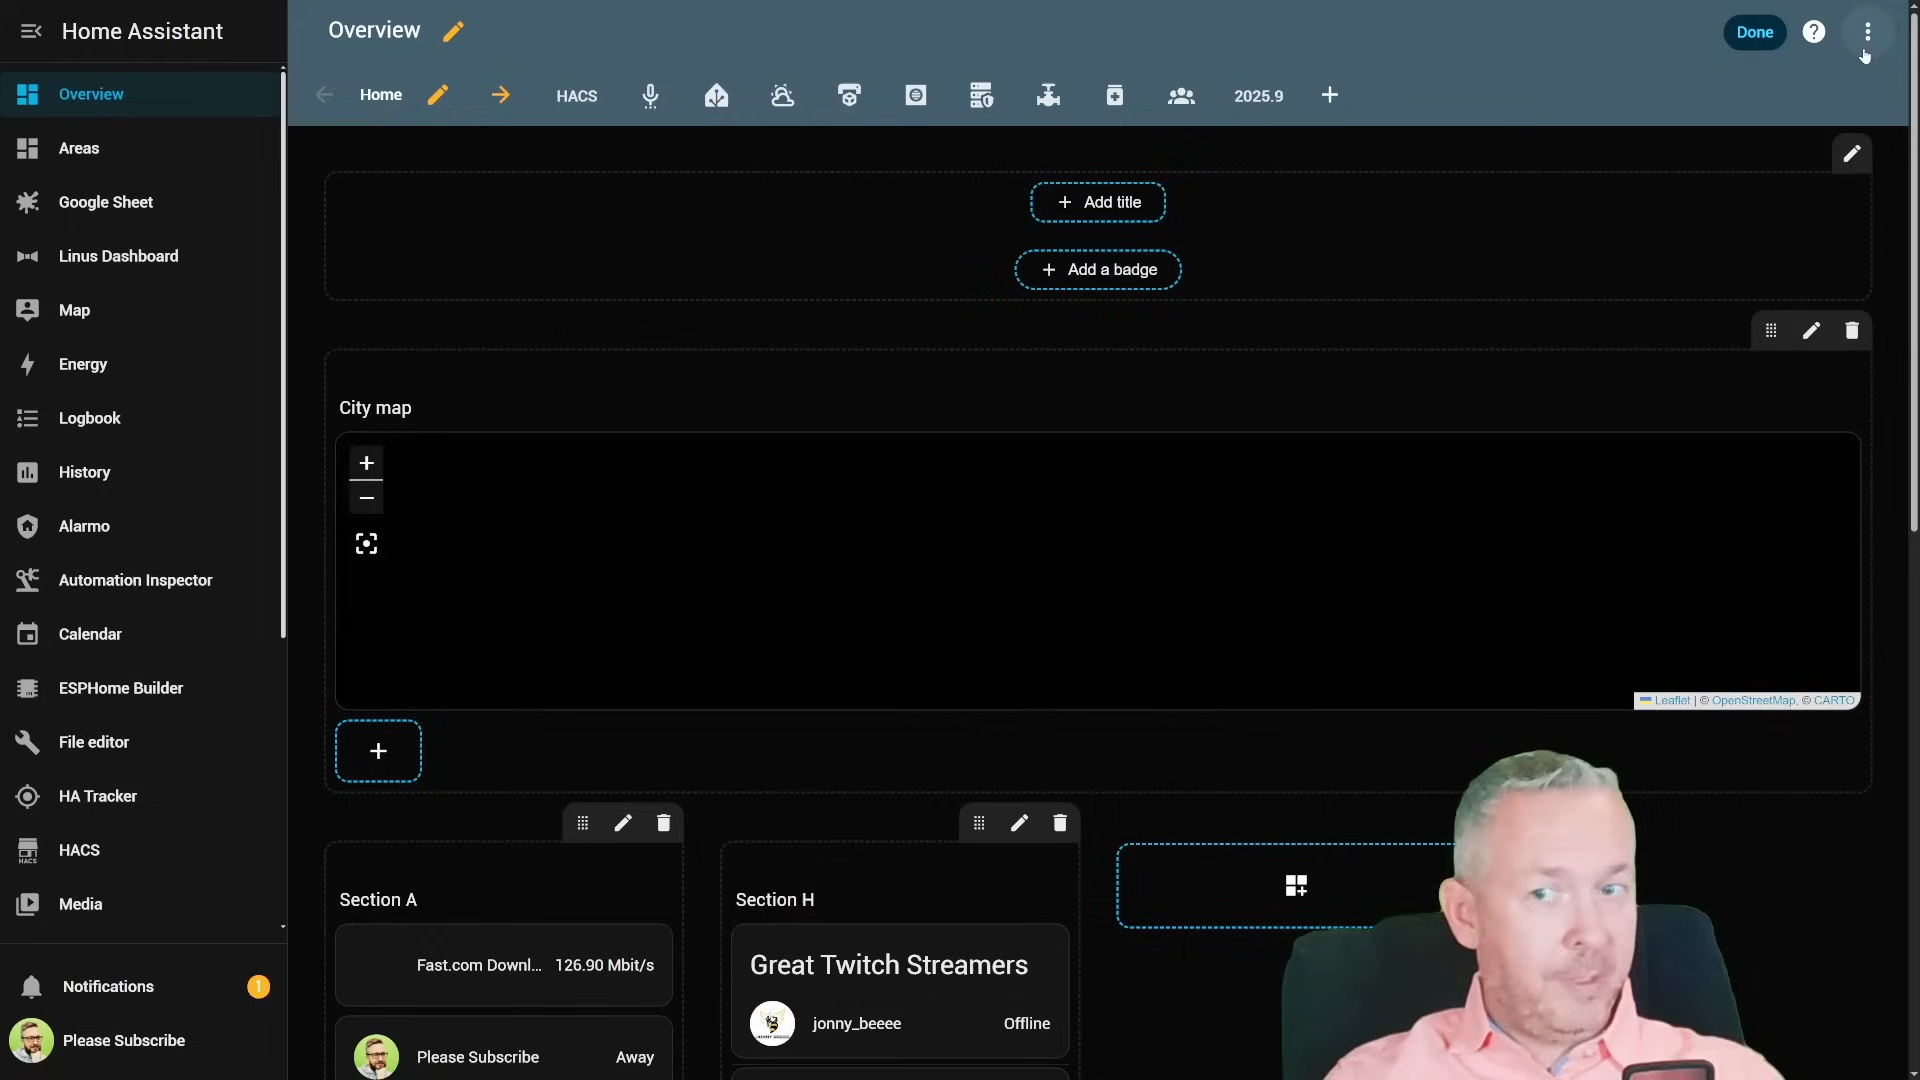 Home Assistant
Overview
Areas
Google Sheet
Linus Dashboard
Map
Energy
Logbook
History
Alarmo
Automation Inspector
Calendar
ESPHome Builder
File editor
HA Tracker
HACS
HACS
Media
Notifications
1
Please Subscribe
Overview
Done
Home
HACS
2025.9
Add title
Add a badge
City map
+
−
Leaflet | © OpenStreetMap, © CARTO
Section A
Fast.com Downl... 126.90 Mbit/s
Please Subscribe Away
Section H
Great Twitch Streamers
jonny_beeee Offline